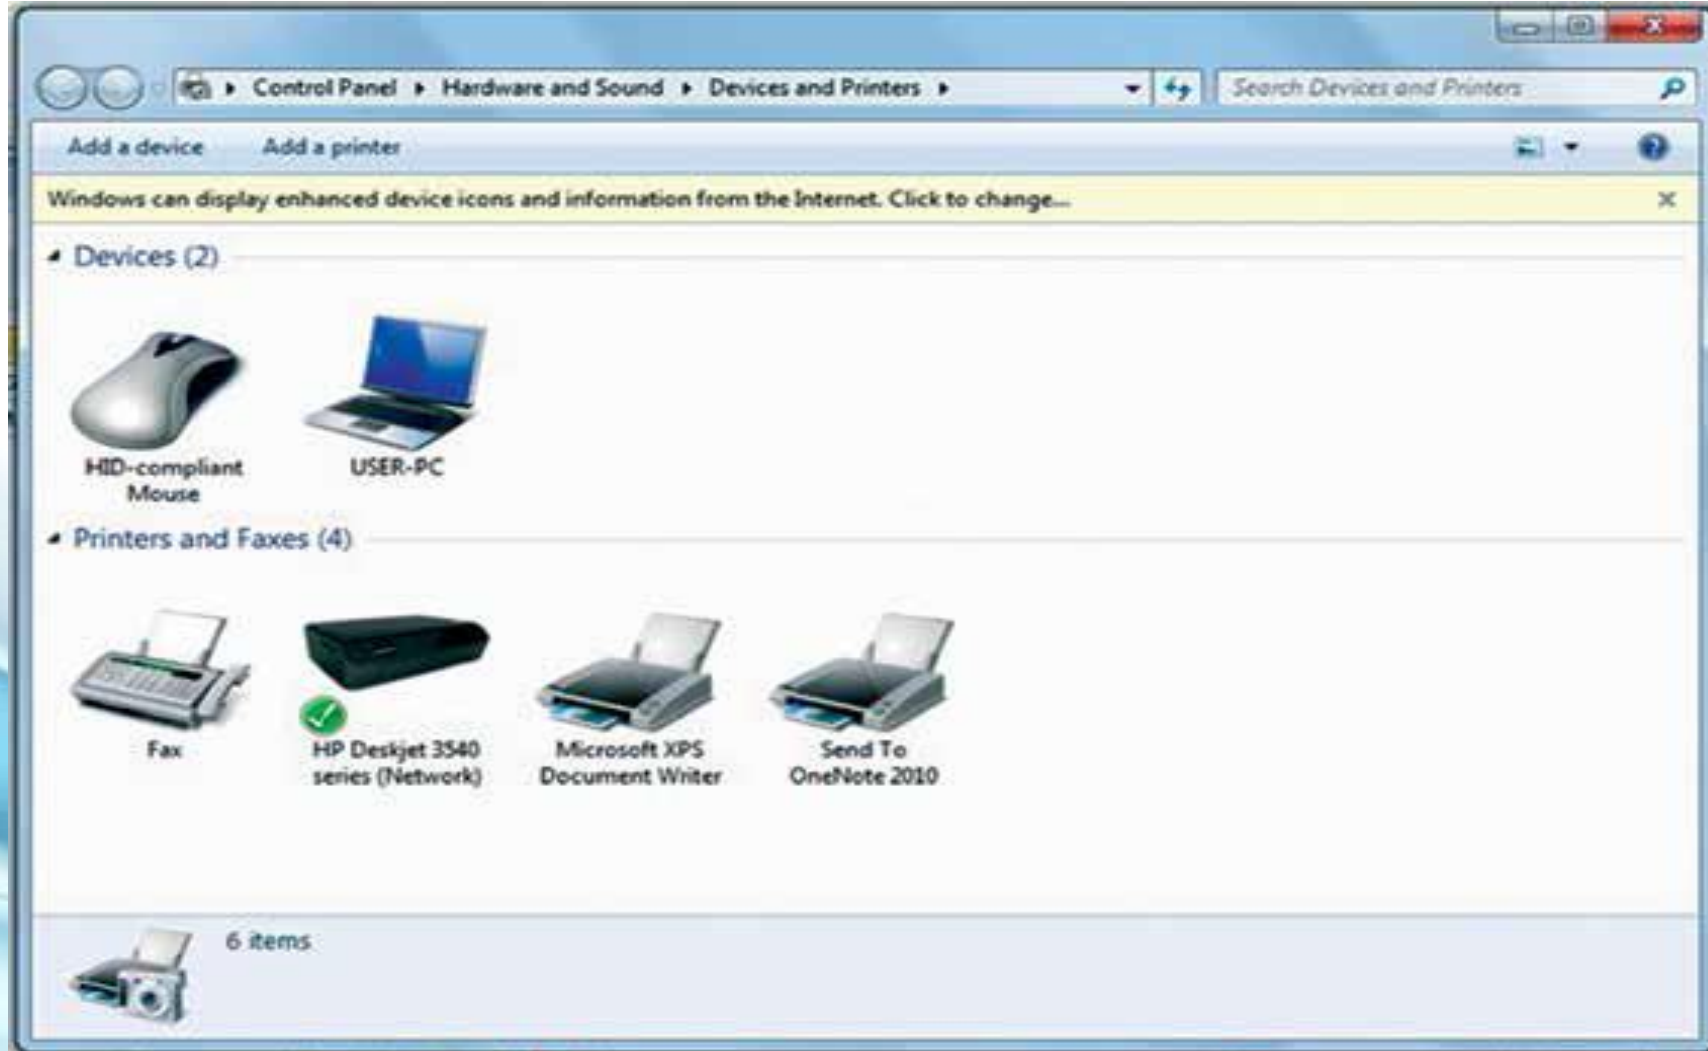 Control Panel Hardware and Sound Devices and Printers
Search Devices and Printers
Add a device Add a printer
Windows can display enhanced device icons and information from the Internet. Click to change...
Devices (2)
HID-compliant
Mouse
USER-PC
Printers and Faxes (4)
Fax
HP Deskjet 3540
series (Network)
Microsoft XPS
Document Writer
Send To
OneNote 2010
6 items